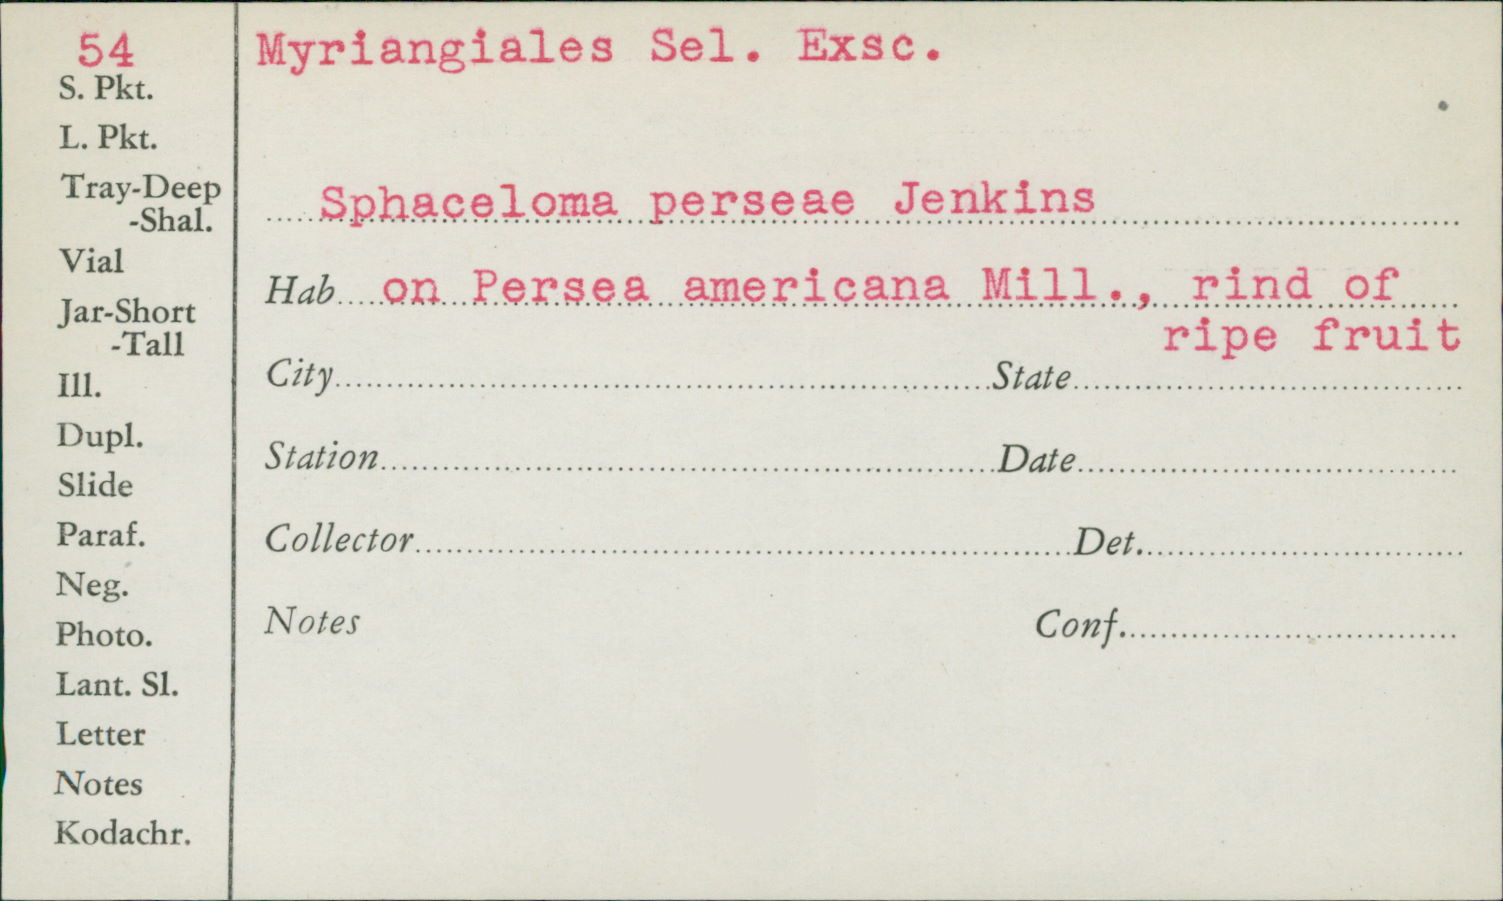 54
Myriangiales Sel. Exsc.
S. Pkt.
L. Pkt.
Tray-Deep
-Shal.
Vial
Jar-Short
-Tall
Ill.
Dupl.
Slide
Paraf.
Neg.
Photo.
Lant. Sl.
Letter
Notes
Kodachr.
Sphaceloma perseae Jenkins
Hab on Persea americana Mill., rind of
ripe fruit
City State
Station Date
Collector Det.
Notes Conf.